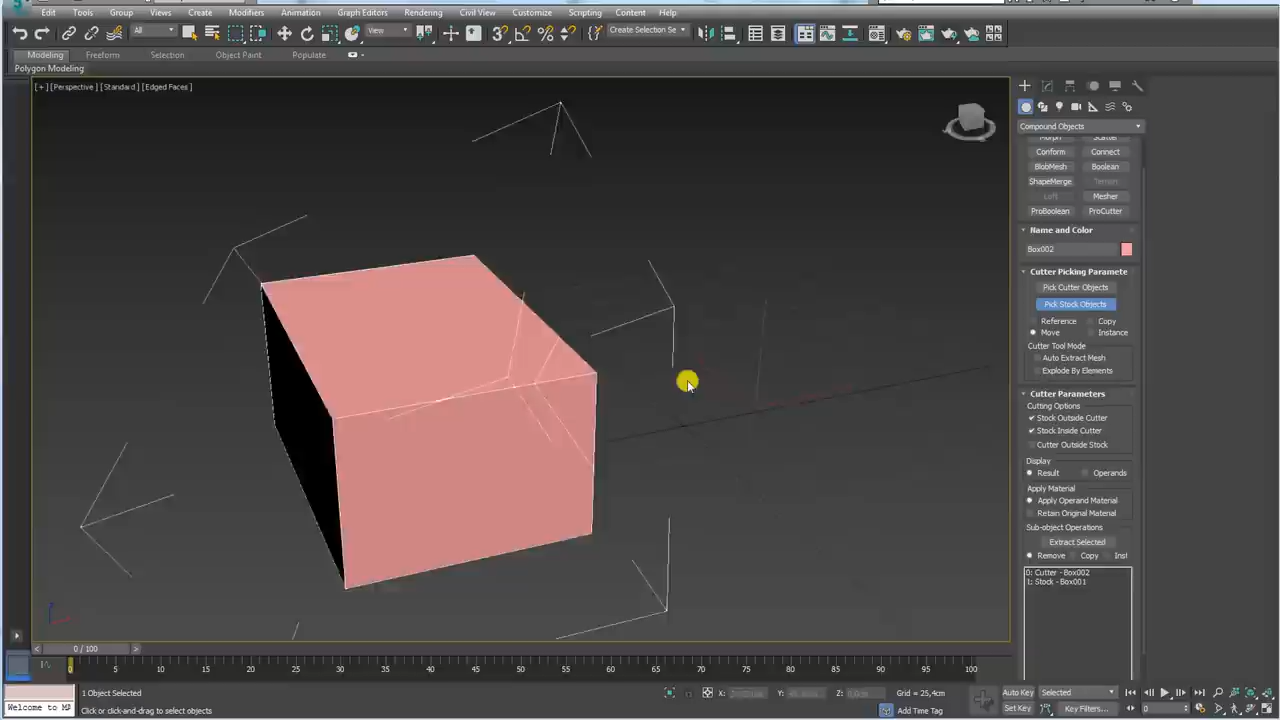 Edit Tools Group Views Create Modifiers Animation Graph Editors Rendering Civil View Customize Scripting Content Help
All View Create Selection Se
Modeling Freeform Selection Object Paint Populate
Polygon Modeling
[+] [Perspective] [Standard] [Edged Faces]
Compound Objects
Morph Scatter
Conform Connect
BlobMesh Boolean
ShapeMerge Terrain
Loft Mesher
ProBoolean ProCutter
Name and Color
Box002
Cutter Picking Paramete
Pick Cutter Objects
Pick Stock Objects
Reference Copy
Move Instance
Cutter Tool Mode
Auto Extract Mesh
Explode By Elements
Cutter Parameters
Cutting Options
Stock Outside Cutter
Stock Inside Cutter
Cutter Outside Stock
Display
Result Operands
Apply Material
Apply Operand Material
Retain Original Material
Sub-object Operations
Extract Selected
Remove Copy Inst
0: Cutter - Box002
1: Stock - Box001
0 / 100
0 5 10 15 20 25 30 35 40 45 50 55 60 65 70 75 80 85 90 95 100
1 Object Selected X: Y: Z: Grid = 25,4cm Auto Key Selected
Welcome to M Click or click-and-drag to select objects Add Time Tag Set Key Key Filters... 0